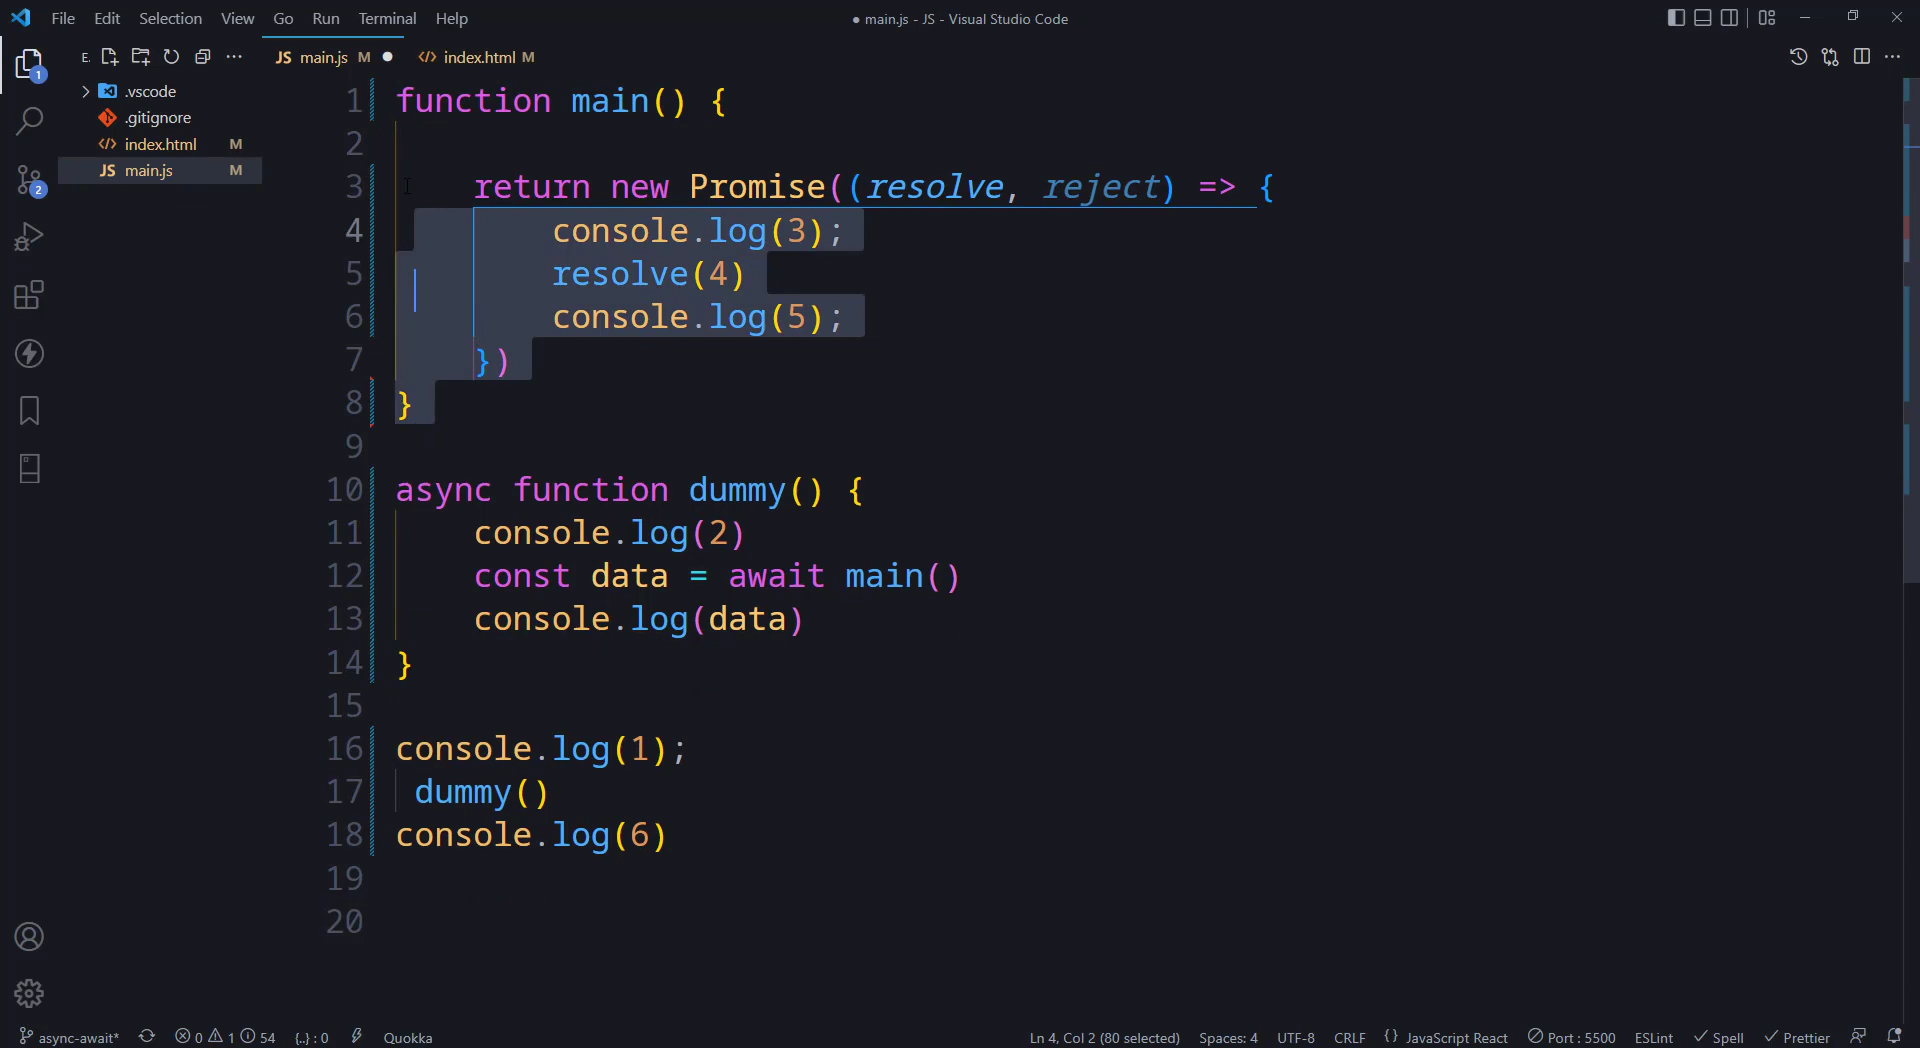 File Edit Selection View Go Run Terminal Help
● main.js - JS - Visual Studio Code
E.
JS main.js M ●
index.html M
1
.vscode
.gitignore
index.html M
JS main.js M
2
1 function main() {
2
3     return new Promise((resolve, reject) => {
4         console.log(3);
5         resolve(4)
6         console.log(5);
7     })
8 }
9
10 async function dummy() {
11     console.log(2)
12     const data = await main()
13     console.log(data)
14 }
15
16 console.log(1);
17  dummy()
18 console.log(6)
19
20
async-await* 0 1 54 {..} : 0 Quokka
Ln 4, Col 2 (80 selected) Spaces: 4 UTF-8 CRLF {} JavaScript React Port : 5500 ESLint Spell Prettier